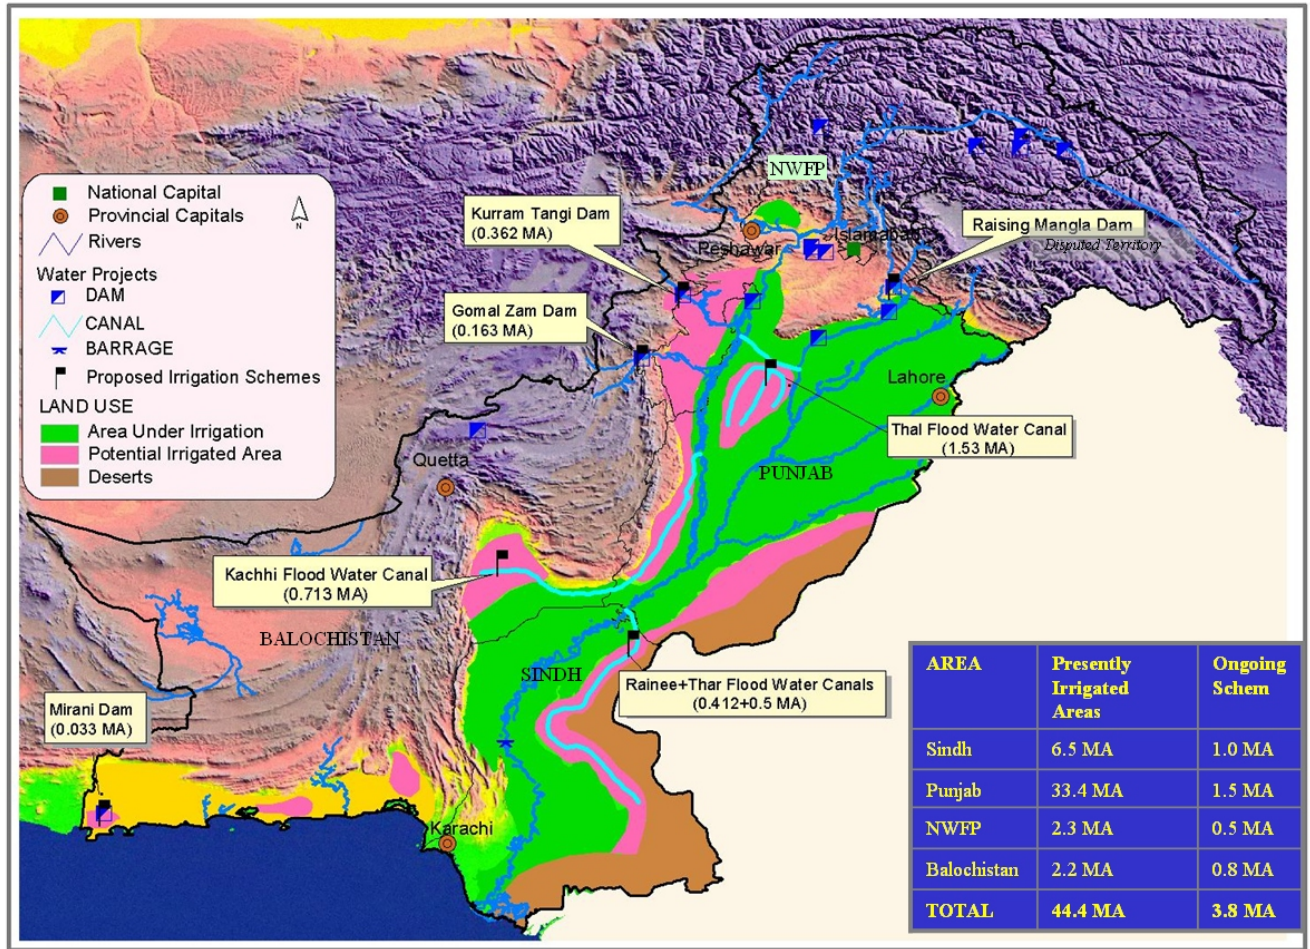 National Capital
Provincial Capitals
Rivers
N
Water Projects
DAM
CANAL
BARRAGE
Proposed Irrigation Schemes
LAND USE
Area Under Irrigation
Potential Irrigated Area
Deserts
NWFP
Kurram Tangi Dam
(0.362 MA)
Peshawar
Islamabad
Raising Mangla Dam
Disputed Territory
Gomal Zam Dam
(0.163 MA)
Lahore
Thal Flood Water Canal
(1.53 MA)
Quetta
PUNJAB
Kachhi Flood Water Canal
(0.713 MA)
BALOCHISTAN
SINDH
Rainee+Thar Flood Water Canals
(0.412+0.5 MA)
Mirani Dam
(0.033 MA)
Karachi
AREA Presently Irrigated Areas Ongoing Schem
Sindh 6.5 MA 1.0 MA
Punjab 33.4 MA 1.5 MA
NWFP 2.3 MA 0.5 MA
Balochistan 2.2 MA 0.8 MA
TOTAL 44.4 MA 3.8 MA